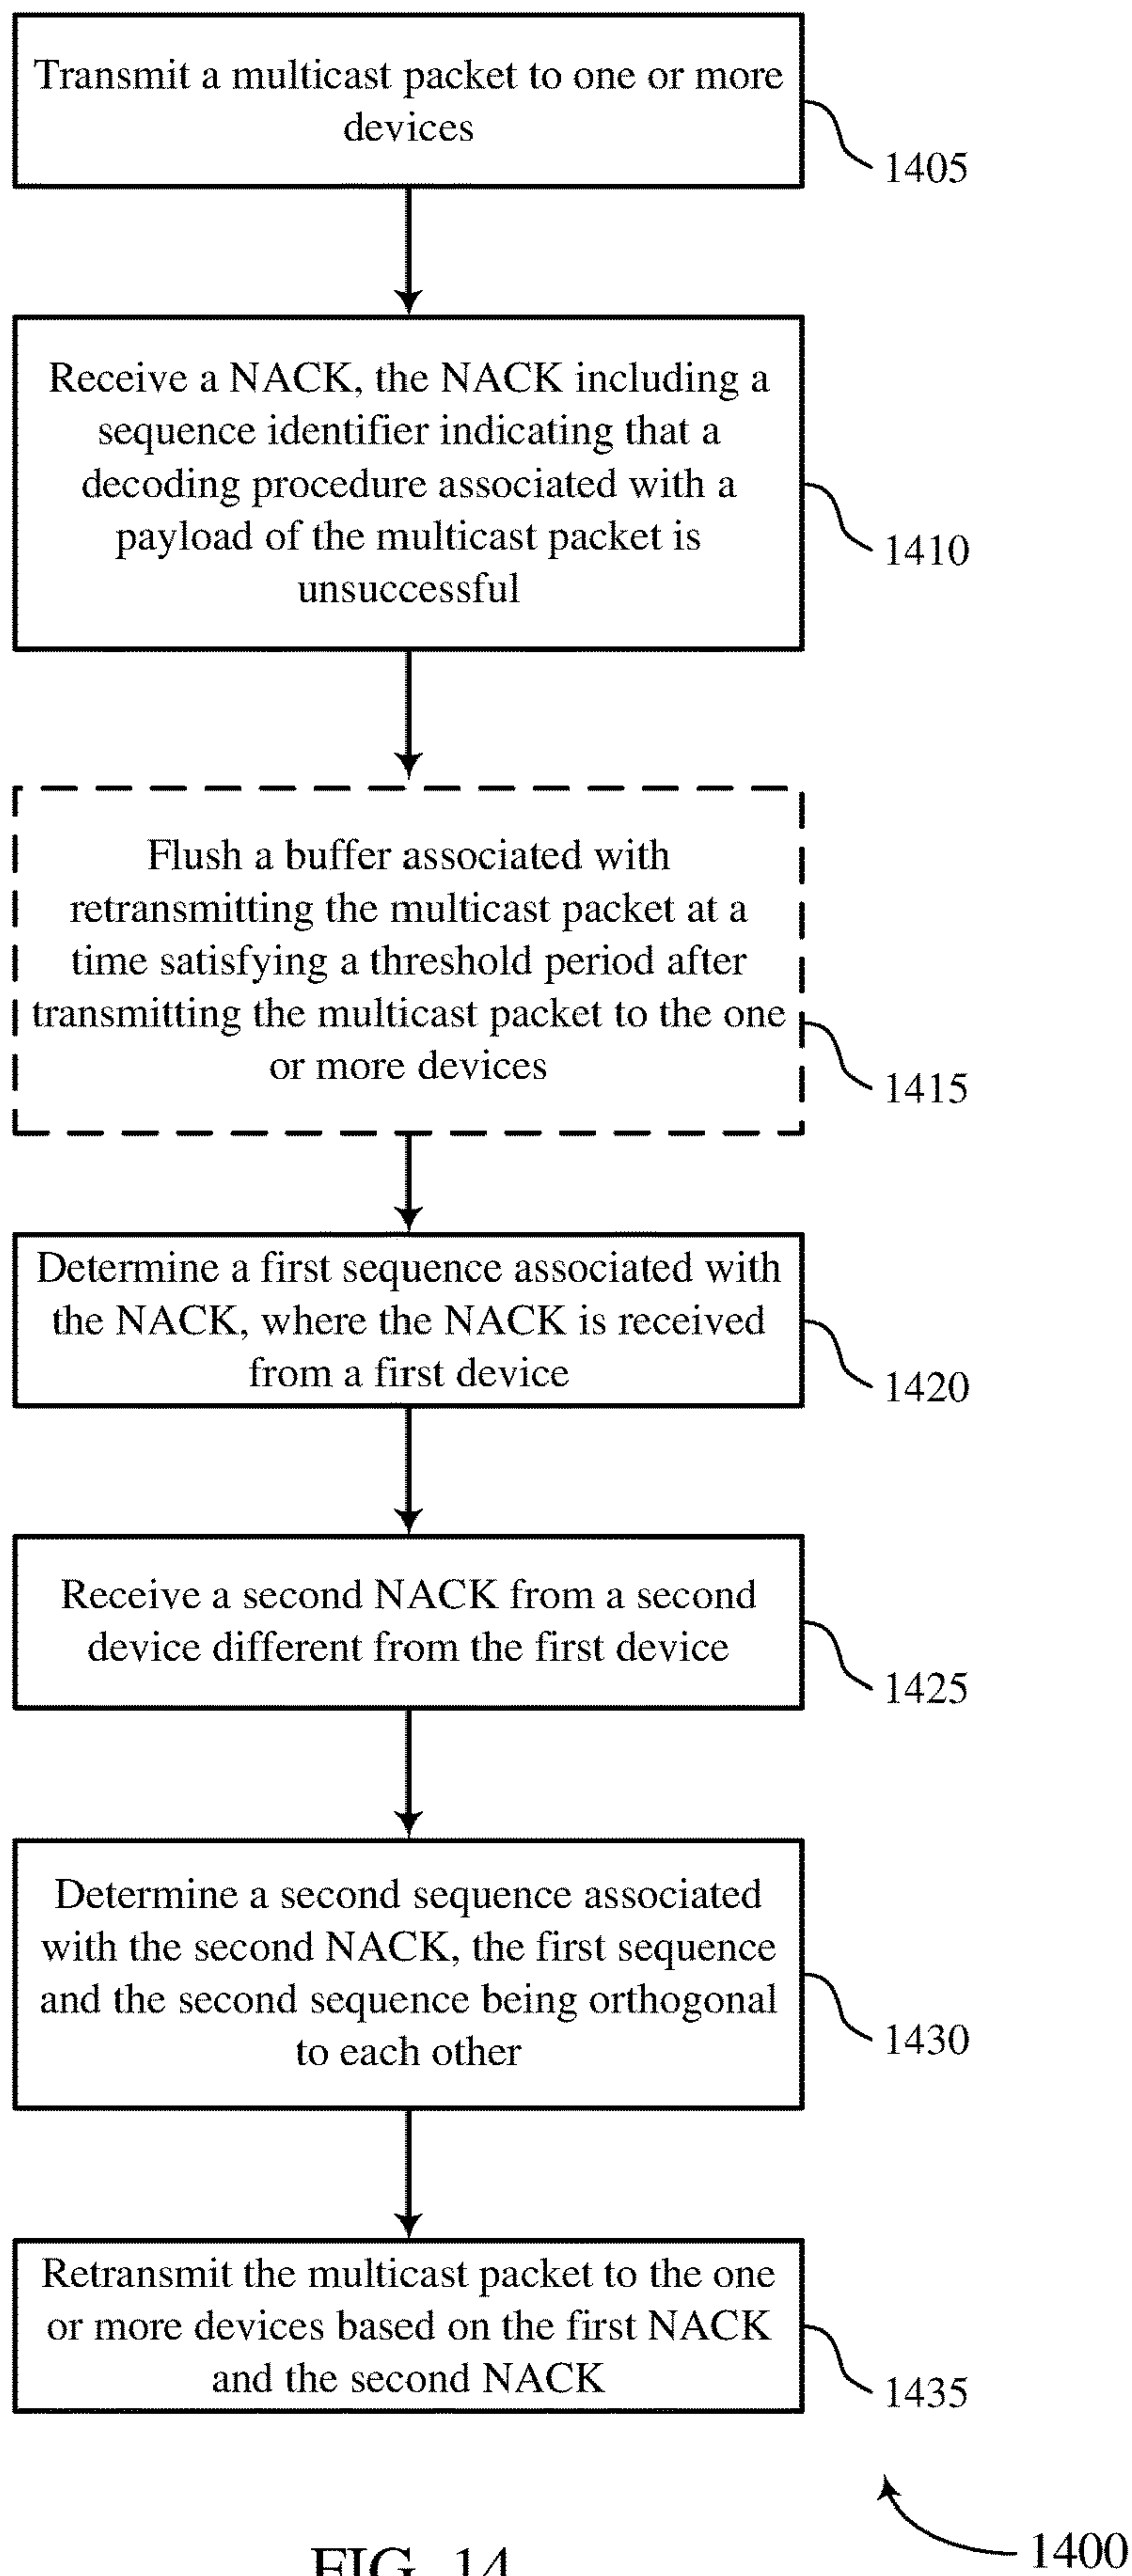 Transmit a multicast packet to one or more
devices
1405
Receive a NACK, the NACK including a
sequence identifier indicating that a
decoding procedure associated with a
payload of the multicast packet is
unsuccessful
1410
Flush a buffer associated with
retransmitting the multicast packet at a
time satisfying a threshold period after
transmitting the multicast packet to the one
or more devices
1415
Determine a first sequence associated with
the NACK, where the NACK is received
from a first device
1420
Receive a second NACK from a second
device different from the first device
1425
Determine a second sequence associated
with the second NACK, the first sequence
and the second sequence being orthogonal
to each other
1430
Retransmit the multicast packet to the one
or more devices based on the first NACK
and the second NACK
1435
1400
FIG. 14